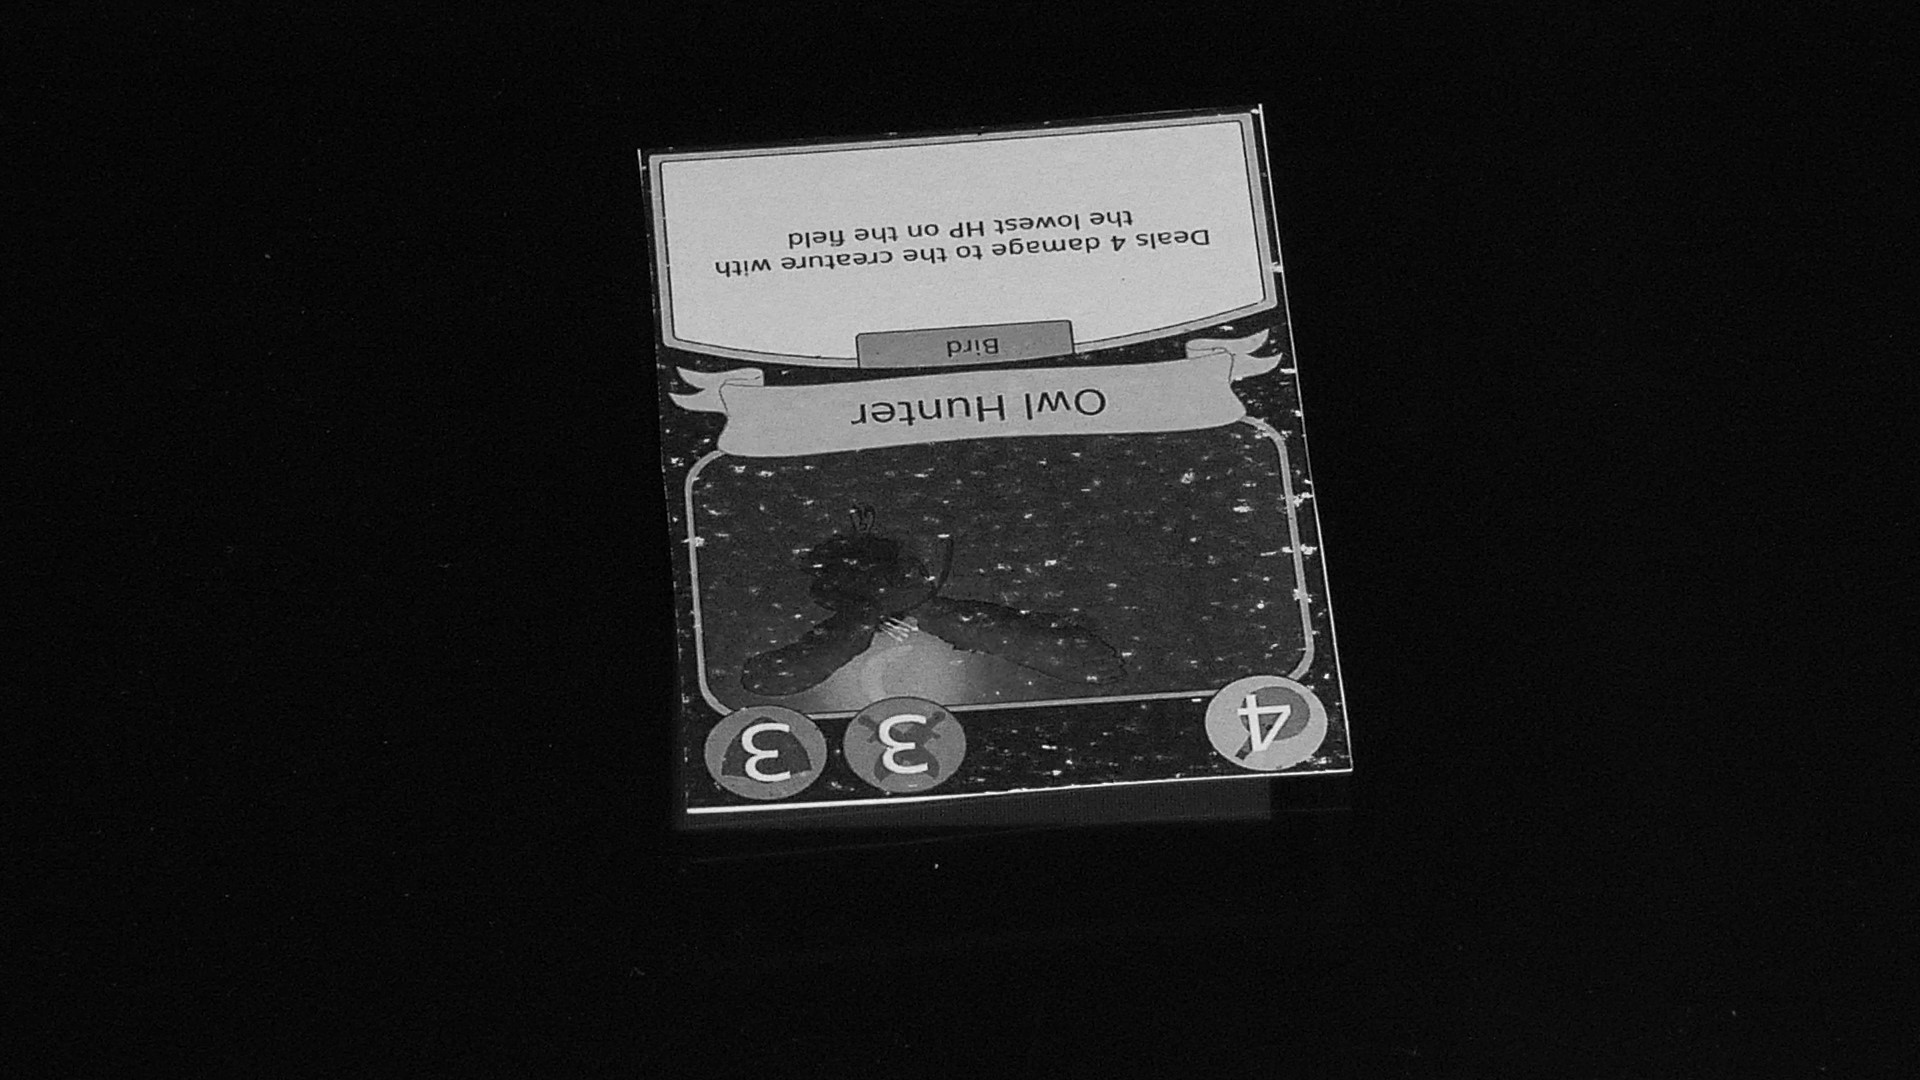 4
3
3
Owl Hunter
Bird
Deals 4 damage to the creature with
the lowest HP on the field